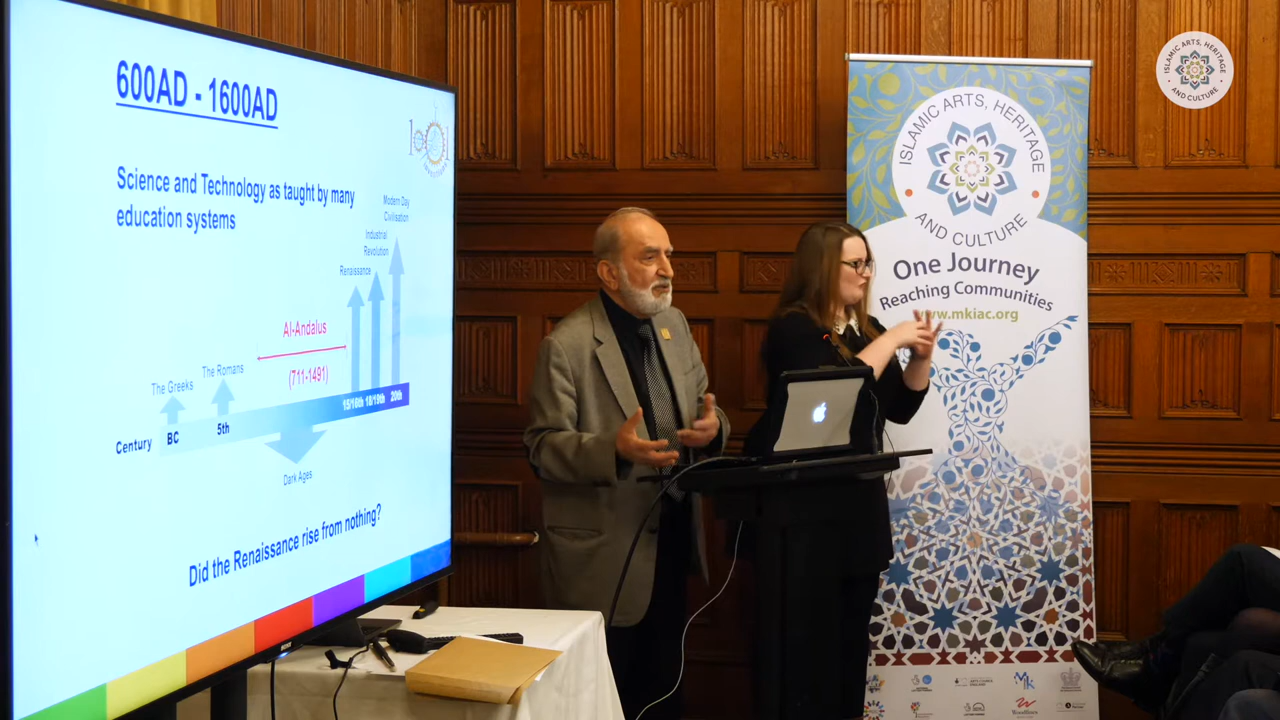 600AD - 1600AD
1001
Science and Technology as taught by many
education systems
Modern Day
Civilisation
Industrial
Revolution
Renaissance
Al-Andalus
(711-1491)
The Romans
The Greeks
Century
BC
5th
15/16th
18/19th
20th
Dark Ages
Did the Renaissance rise from nothing?
ISLAMIC ARTS, HERITAGE
AND CULTURE
One Journey
Reaching Communities
www.mkiac.org
MK
Woodlines
ISLAMIC ARTS, HERITAGE
AND CULTURE